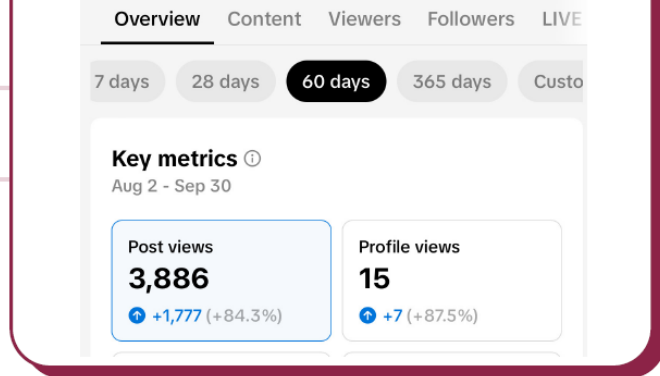 Overview Content Viewers Followers LIVE
7 days 28 days 60 days 365 days Custo
Key metrics
Aug 2 - Sep 30
Post views Profile views
3,886 15
+1,777 (+84.3%) +7 (+87.5%)